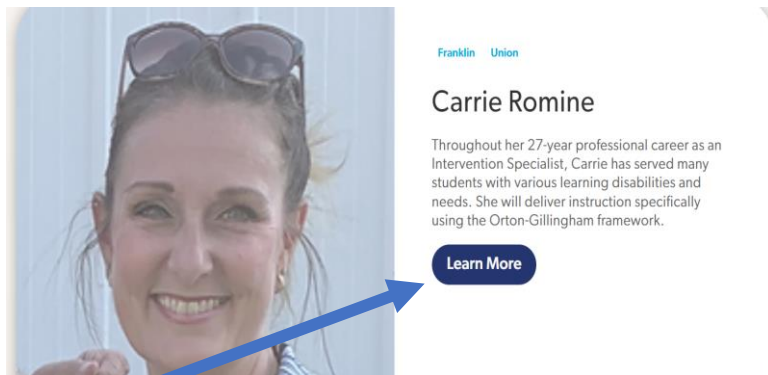 Franklin Union
Carrie Romine
Throughout her 27-year professional career as an
Intervention Specialist, Carrie has served many
students with various learning disabilities and
needs. She will deliver instruction specifically
using the Orton-Gillingham framework.
Learn More